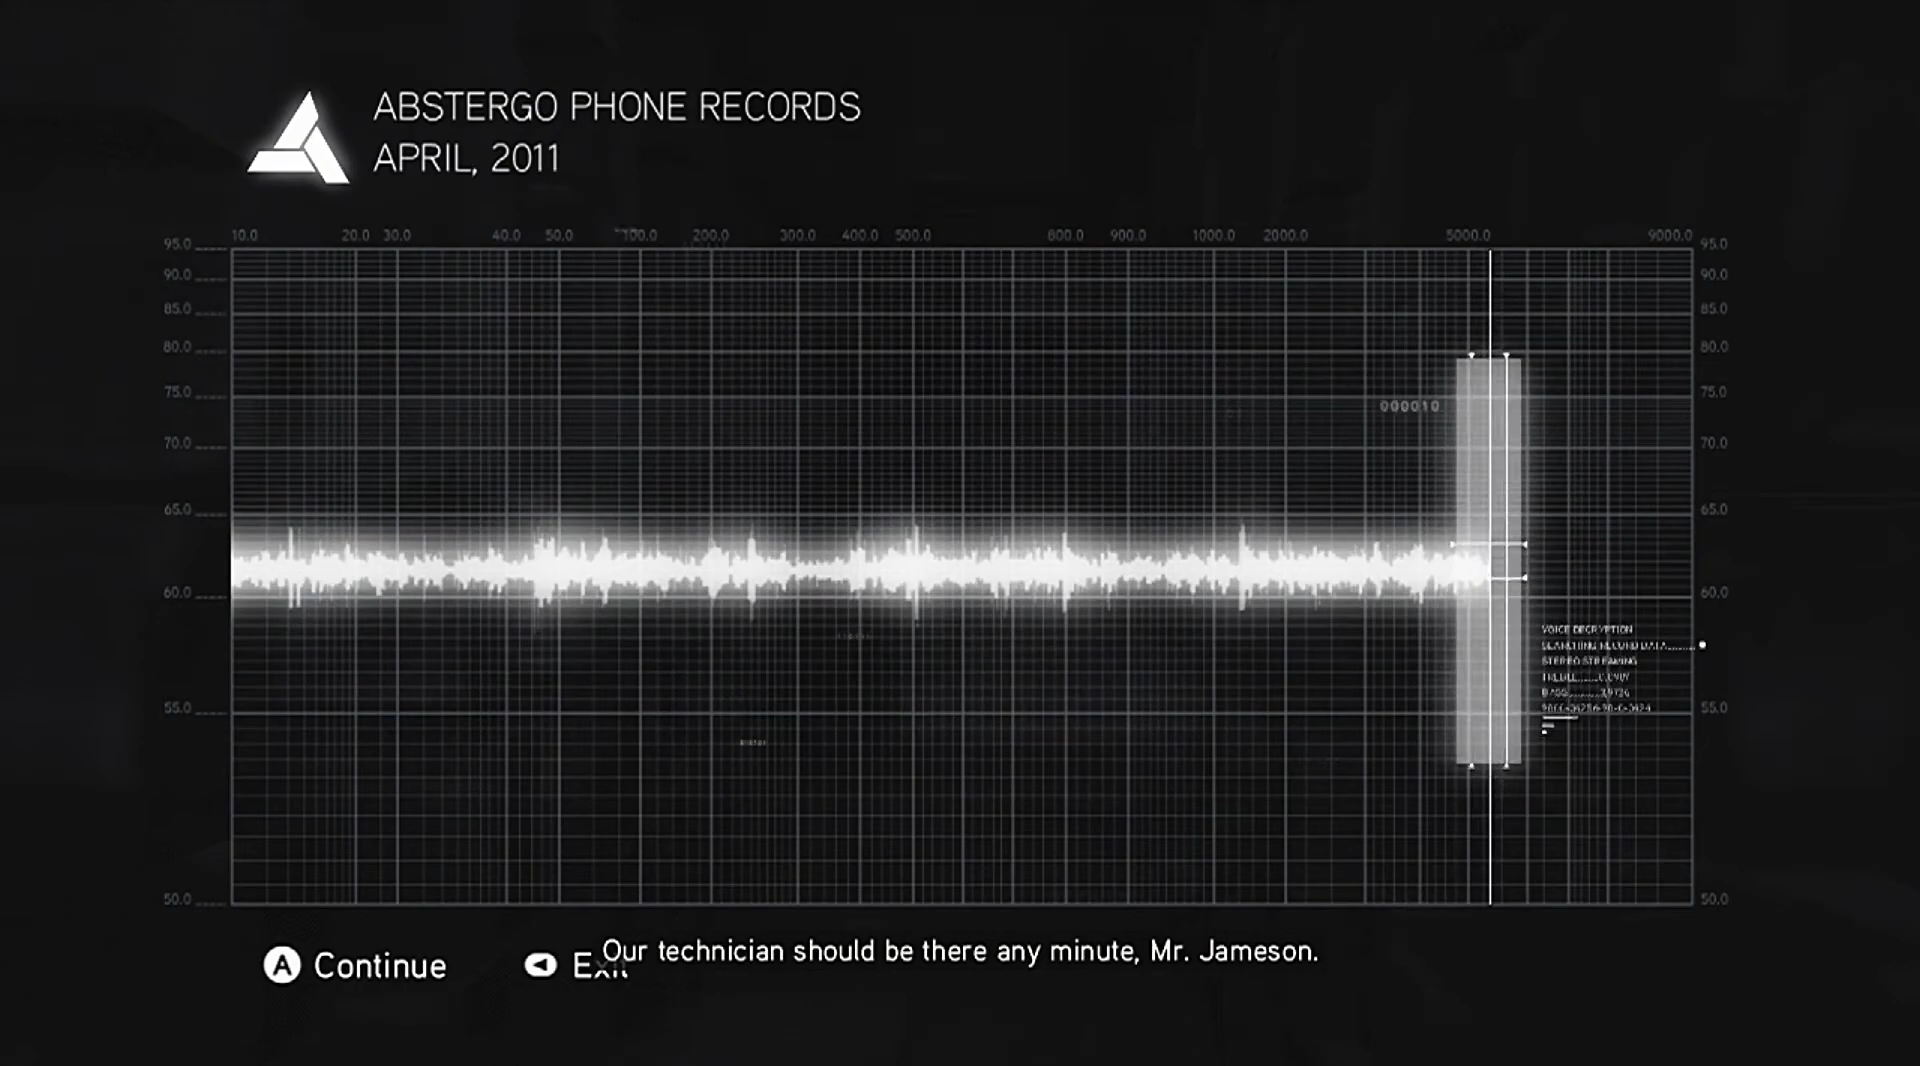 ABSTERGO PHONE RECORDS
APRIL, 2011
10.0 20.0 30.0 40.0 50.0 100.0 200.0 300.0 400.0 500.0 800.0 900.0 1000.0 2000.0 5000.0 9000.0
95.0 95.0
90.0 90.0
85.0 85.0
80.0 80.0
75.0 75.0
000010
70.0 70.0
65.0 65.0
60.0 60.0
VOICE DECRYPTION
SEARCHING RECORD DATA
STEREO STREAMING
55.0 55.0
50.0 50.0
Our technician should be there any minute, Mr. Jameson.
A Continue Exit